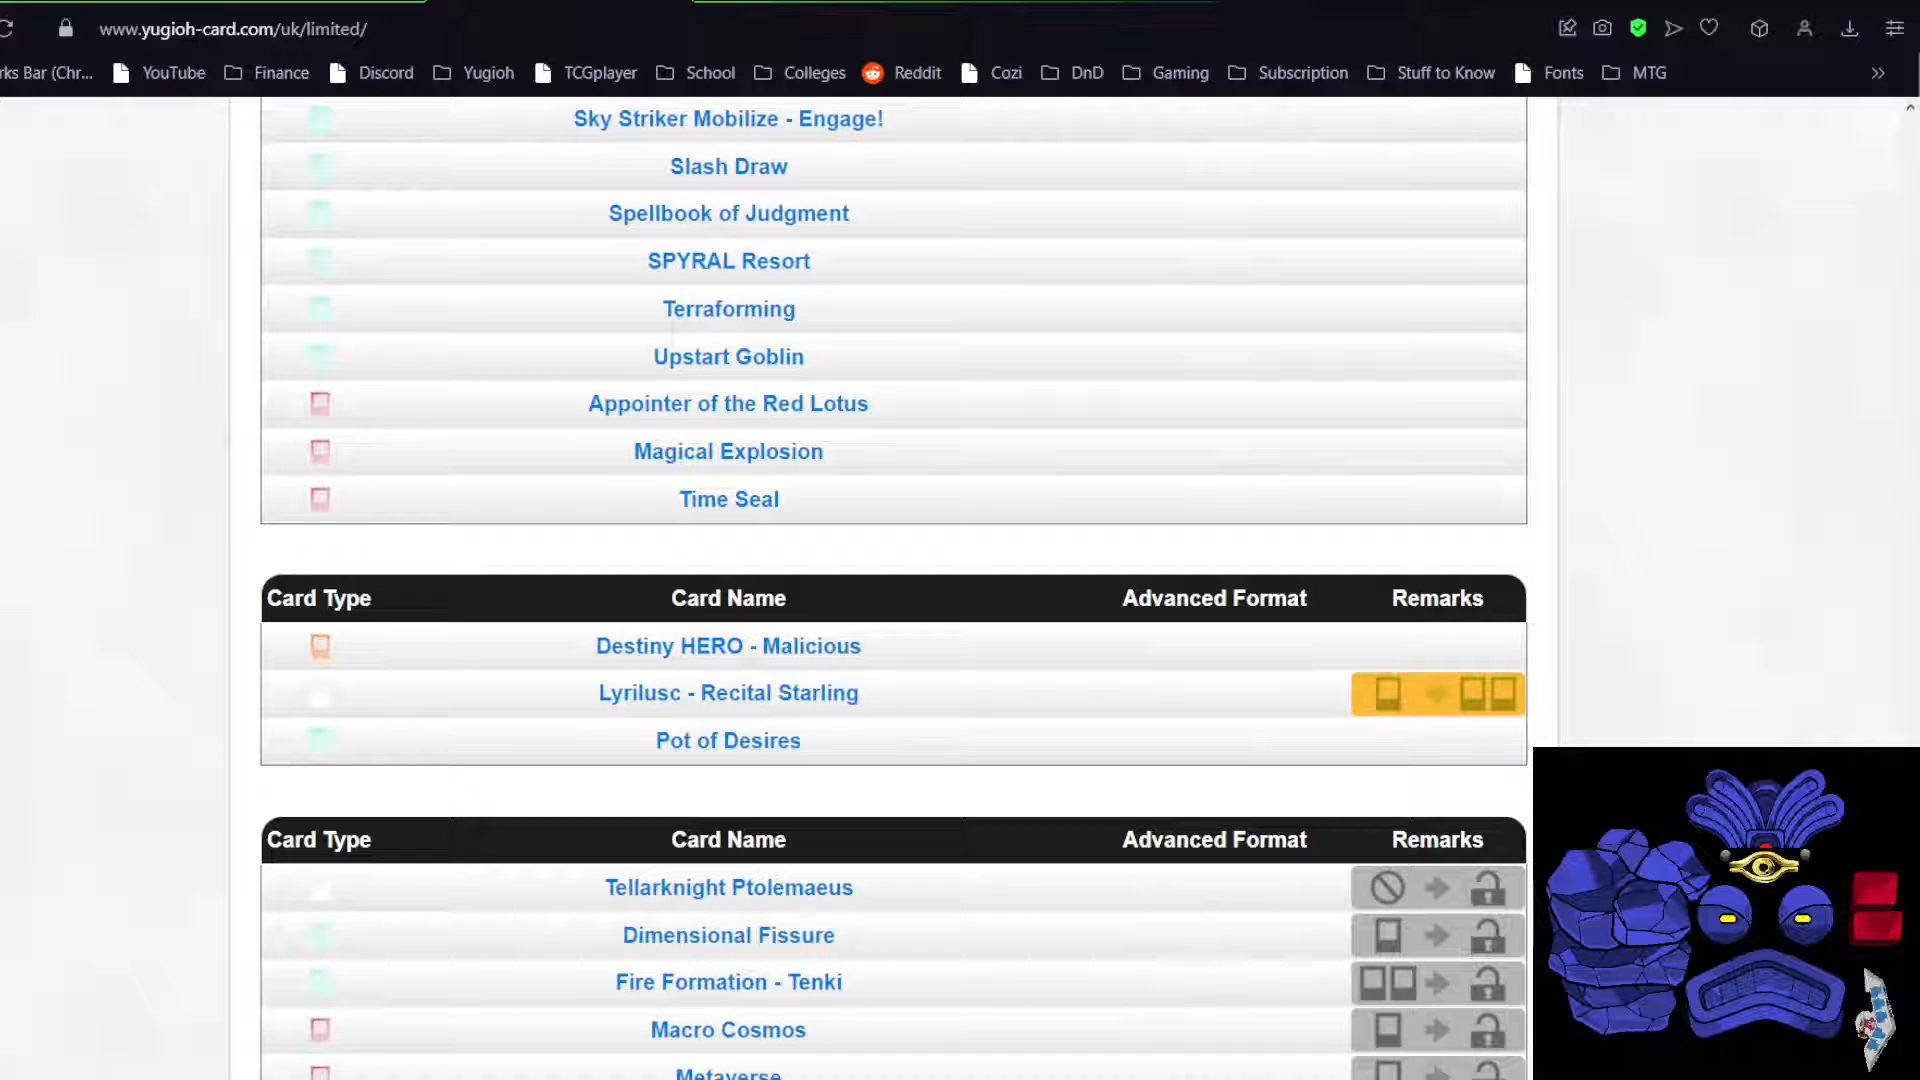 www.yugioh-card.com/uk/limited/
rks Bar (Chr... YouTube Finance Discord Yugioh TCGplayer School Colleges Reddit Cozi DnD Gaming Subscription Stuff to Know Fonts MTG
Sky Striker Mobilize - Engage!
Slash Draw
Spellbook of Judgment
SPYRAL Resort
Terraforming
Upstart Goblin
Appointer of the Red Lotus
Magical Explosion
Time Seal
Card Type Card Name Advanced Format Remarks
Destiny HERO - Malicious
Lyrilusc - Recital Starling
Pot of Desires
Card Type Card Name Advanced Format Remarks
Tellarknight Ptolemaeus
Dimensional Fissure
Fire Formation - Tenki
Macro Cosmos
Metaverse